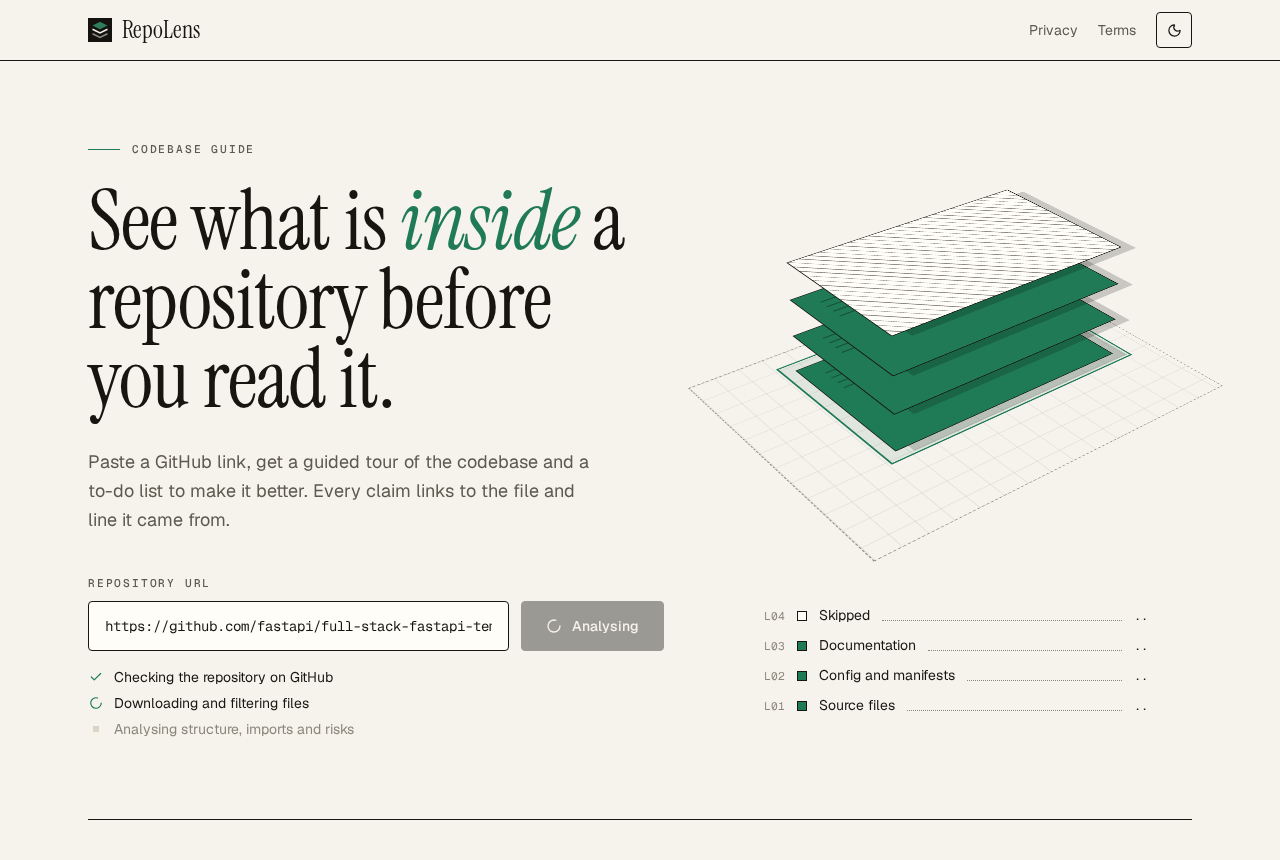 RepoLens
Privacy
Terms
CODEBASE GUIDE
See what is inside a
repository before
you read it.
Paste a GitHub link, get a guided tour of the codebase and a
to-do list to make it better. Every claim links to the file and
line it came from.
REPOSITORY URL
https://github.com/fastapi/full-stack-fastapi-tem
Analysing
Checking the repository on GitHub
Downloading and filtering files
Analysing structure, imports and risks
L04 Skipped ..
L03 Documentation ..
L02 Config and manifests ..
L01 Source files ..